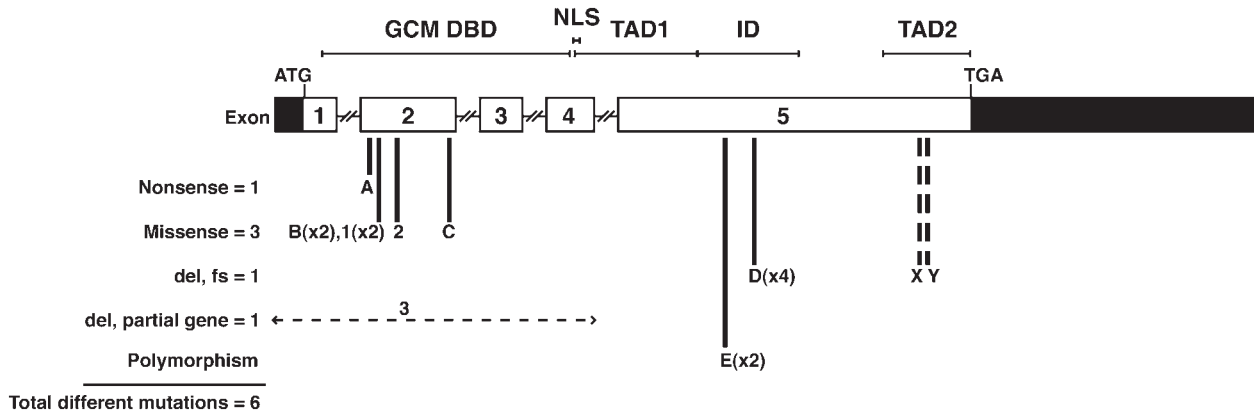 GCM DBD NLS TAD1 ID TAD2
ATG TGA
Exon 1 2 3 4 5
Nonsense = 1 A
Missense = 3 B(x2),1(x2) 2 C
del, fs = 1 D(x4) X Y
del, partial gene = 1 3
Polymorphism E(x2)
Total different mutations = 6